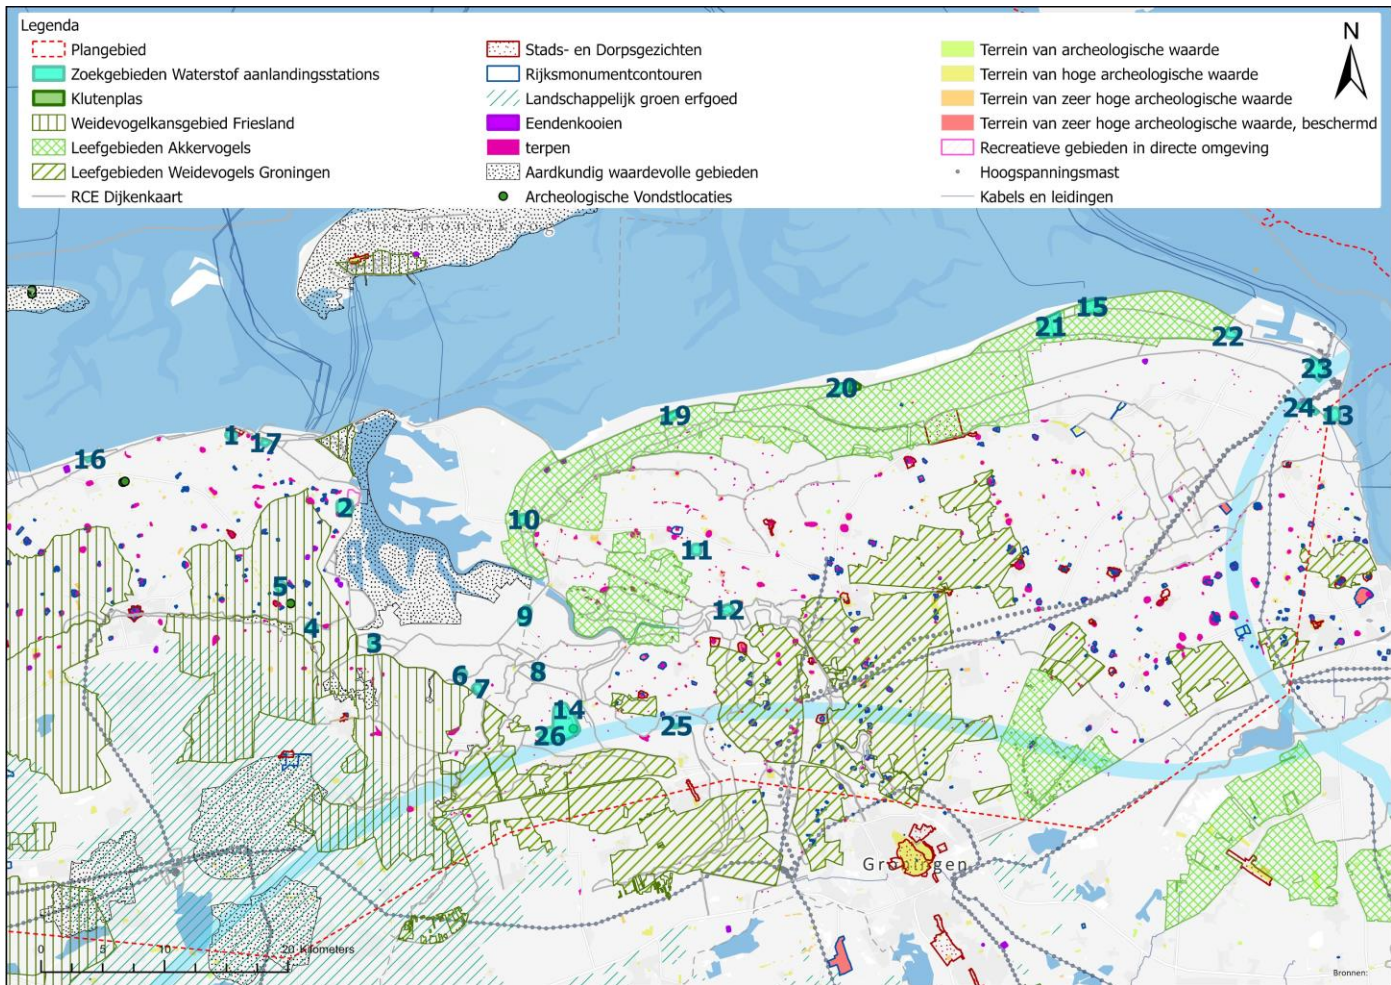 Legenda
Plangebied
Zoekgebieden Waterstof aanlandingsstations
Klutenplas
Weidevogelkansgebied Friesland
Leefgebieden Akkervogels
Leefgebieden Weidevogels Groningen
RCE Dijkenkaart
Stads- en Dorpsgezichten
Rijksmonumentcontouren
Landschappelijk groen erfgoed
Eendenkooien
terpen
Aardkundig waardevolle gebieden
Archeologische Vondstlocaties
Terrein van archeologische waarde
Terrein van hoge archeologische waarde
Terrein van zeer hoge archeologische waarde
Terrein van zeer hoge archeologische waarde, beschermd
Recreatieve gebieden in directe omgeving
Hoogspanningsmast
Kabels en leidingen
N
15
21
22
23
20
24 13
19
1
17
16
2
10
11
5
12
9
4
3
8
6
7
14
26
25
Groningen
0 5 10 20 Kilometers
Bronnen: